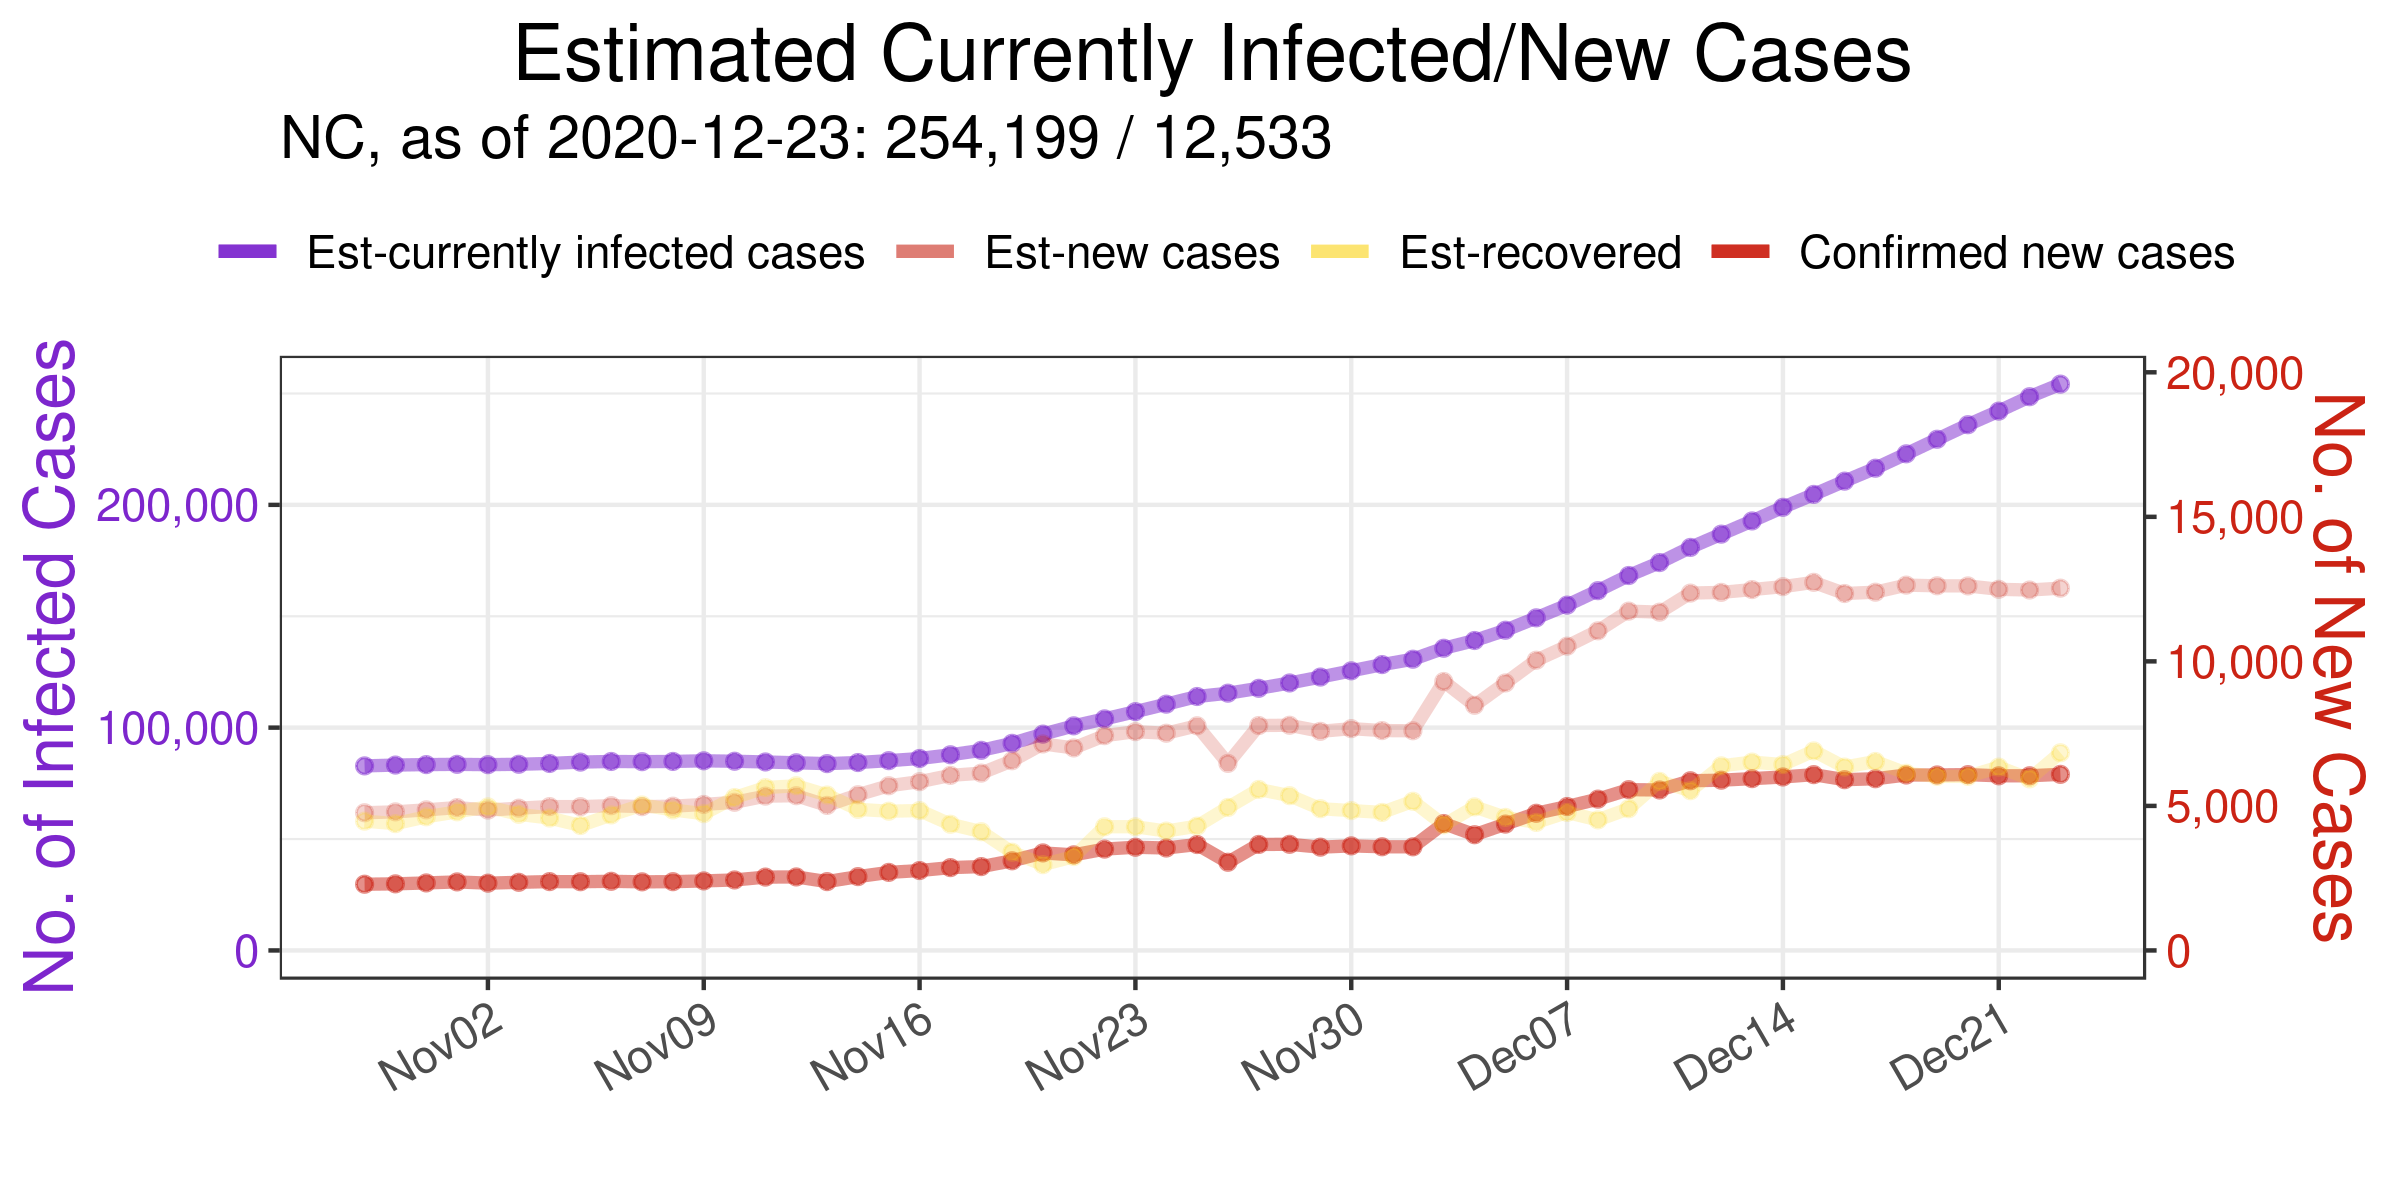 Estimated Currently Infected/New Cases
NC, as of 2020-12-23: 254,199 / 12,533
Est-currently infected cases Est-new cases Est-recovered Confirmed new cases
No. of Infected Cases
200,000
100,000
0
20,000
15,000
10,000
5,000
0
No. of New Cases
Nov02 Nov09 Nov16 Nov23 Nov30 Dec07 Dec14 Dec21